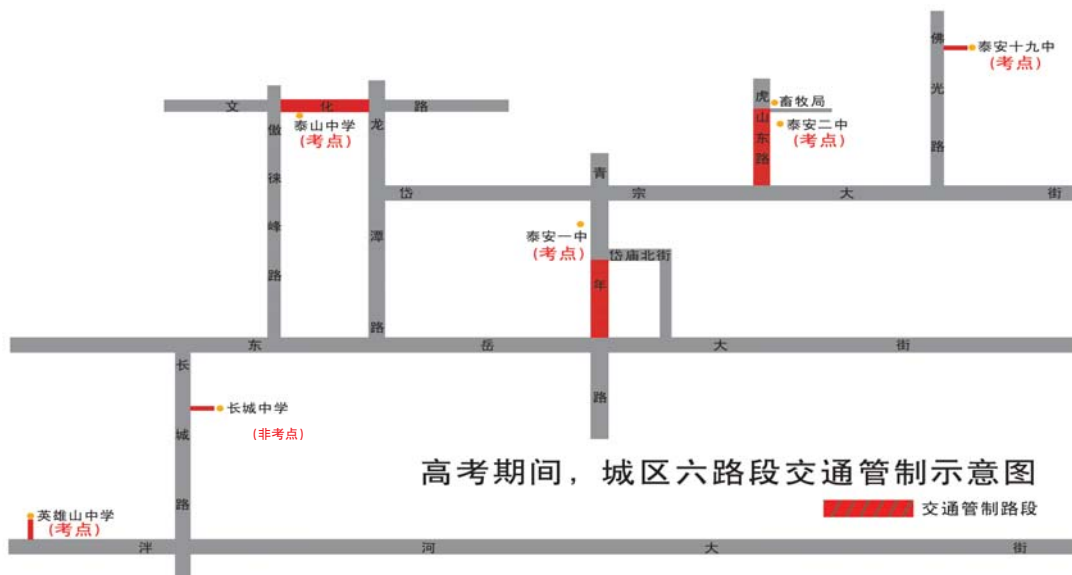 佛光路
泰安十九中
(考点)
文化路
虎山东路
畜牧局
泰安二中
(考点)
泰山中学
(考点)
傲徕峰路
龙潭路
岱宗大街
青年路
泰安一中
(考点)
岱庙北街
东岳大街
长城路
长城中学
(非考点)
高考期间，城区六路段交通管制示意图
交通管制路段
英雄山中学
(考点)
泮河大街